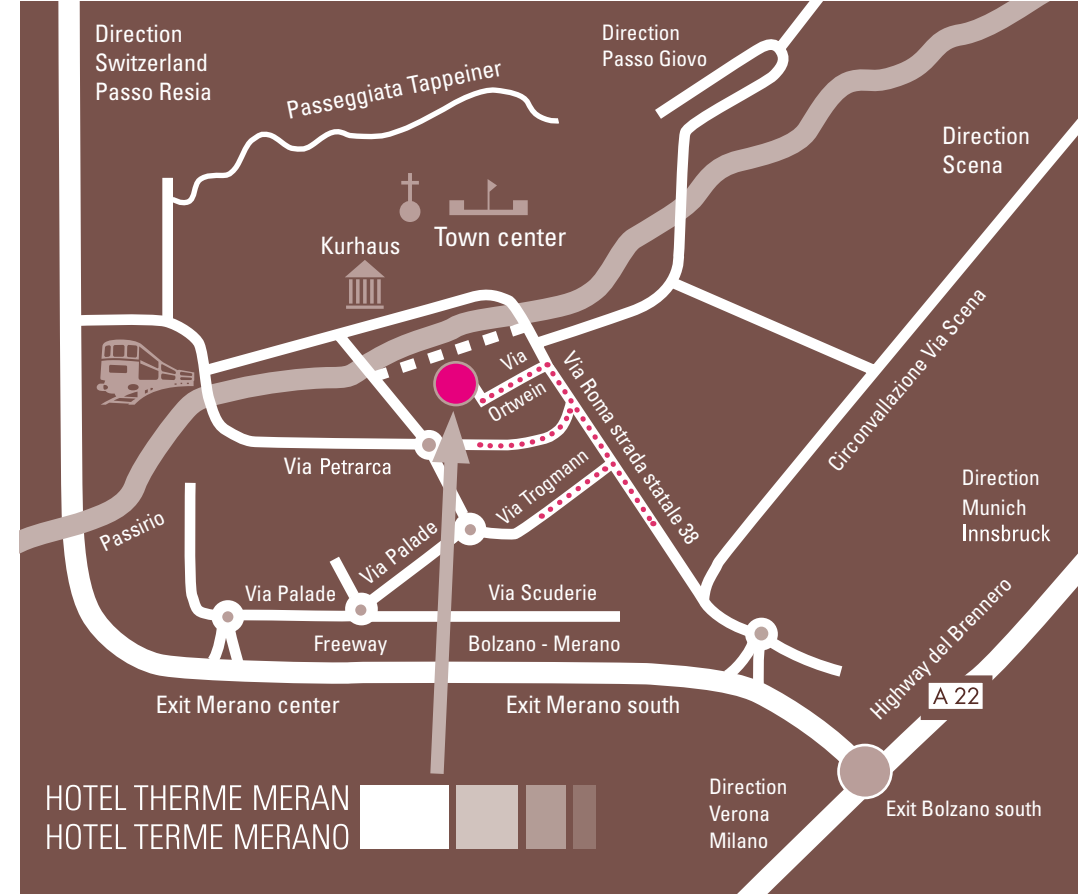 Direction
Switzerland
Passo Resia
Passeggiata Tappeiner
Direction
Passo Giovo
Direction
Scena
Kurhaus
Town center
Via
Ortwein
Via Roma strada statale 38
Circonvallazione Via Scena
Via Petrarca
Via Trogmann
Passirio
Via Palade
Direction
Munich
Innsbruck
Via Palade
Via Scuderie
Freeway
Bolzano - Merano
Exit Merano center
Exit Merano south
Highway del Brennero
A 22
HOTEL THERME MERAN
HOTEL TERME MERANO
Direction
Verona
Milano
Exit Bolzano south